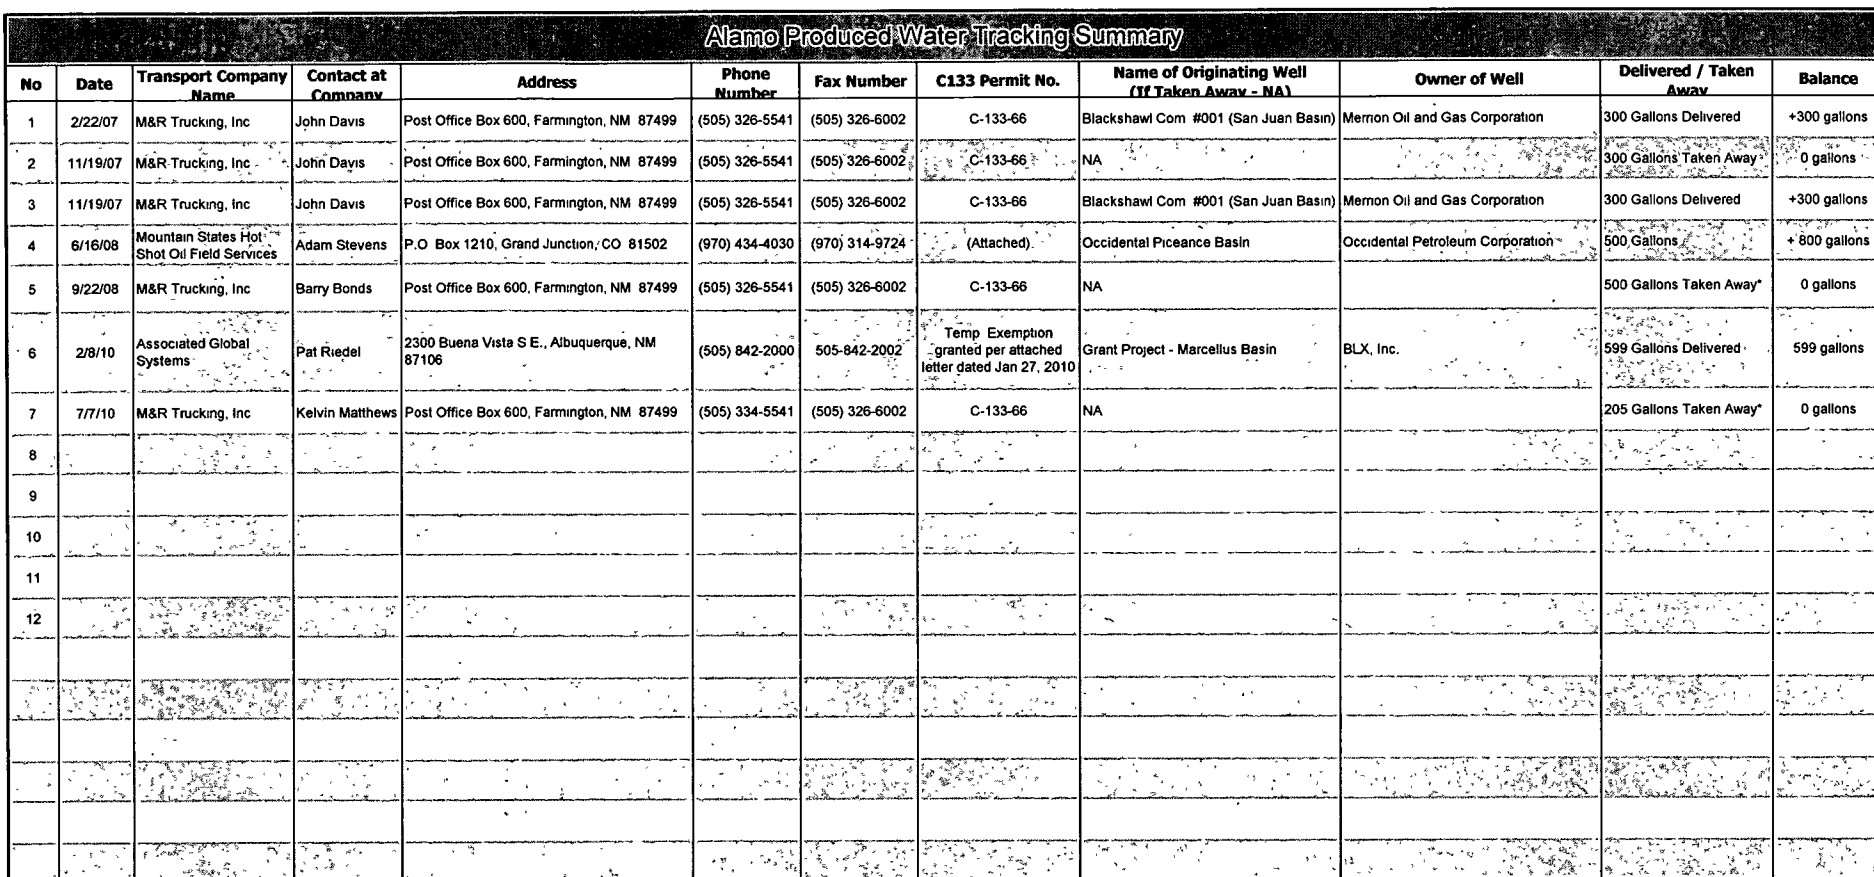 Alamo Produced Water Tracking Summary
No Date Transport Company Name Contact at Company Address Phone Number Fax Number C133 Permit No. Name of Originating Well (If Taken Away - NA) Owner of Well Delivered / Taken Away Balance
1 2/22/07 M&R Trucking, Inc John Davis Post Office Box 600, Farmington, NM 87499 (505) 326-5541 (505) 326-6002 C-133-66 Blackshawl Com #001 (San Juan Basin) Merrion Oil and Gas Corporation 300 Gallons Delivered +300 gallons
2 11/19/07 M&R Trucking, Inc John Davis Post Office Box 600, Farmington, NM 87499 (505) 326-5541 (505) 326-6002 C-133-66 NA 300 Gallons Taken Away 0 gallons
3 11/19/07 M&R Trucking, Inc John Davis Post Office Box 600, Farmington, NM 87499 (505) 326-5541 (505) 326-6002 C-133-66 Blackshawl Com #001 (San Juan Basin) Merrion Oil and Gas Corporation 300 Gallons Delivered +300 gallons
4 6/16/08 Mountain States Hot Shot Oil Field Services Adam Stevens P.O Box 1210, Grand Junction, CO 81502 (970) 434-4030 (970) 314-9724 (Attached) Occidental Piceance Basin Occidental Petroleum Corporation 500 Gallons + 800 gallons
5 9/22/08 M&R Trucking, Inc Barry Bonds Post Office Box 600, Farmington, NM 87499 (505) 326-5541 (505) 326-6002 C-133-66 NA 500 Gallons Taken Away* 0 gallons
6 2/8/10 Associated Global Systems Pat Riedel 2300 Buena Vista S E., Albuquerque, NM 87106 (505) 842-2000 505-842-2002 Temp Exemption granted per attached letter dated Jan 27, 2010 Grant Project - Marcellus Basin BLX, Inc. 599 Gallons Delivered 599 gallons
7 7/7/10 M&R Trucking, Inc Kelvin Matthews Post Office Box 600, Farmington, NM 87499 (505) 334-5541 (505) 326-6002 C-133-66 NA 205 Gallons Taken Away* 0 gallons
8
9
10
11
12